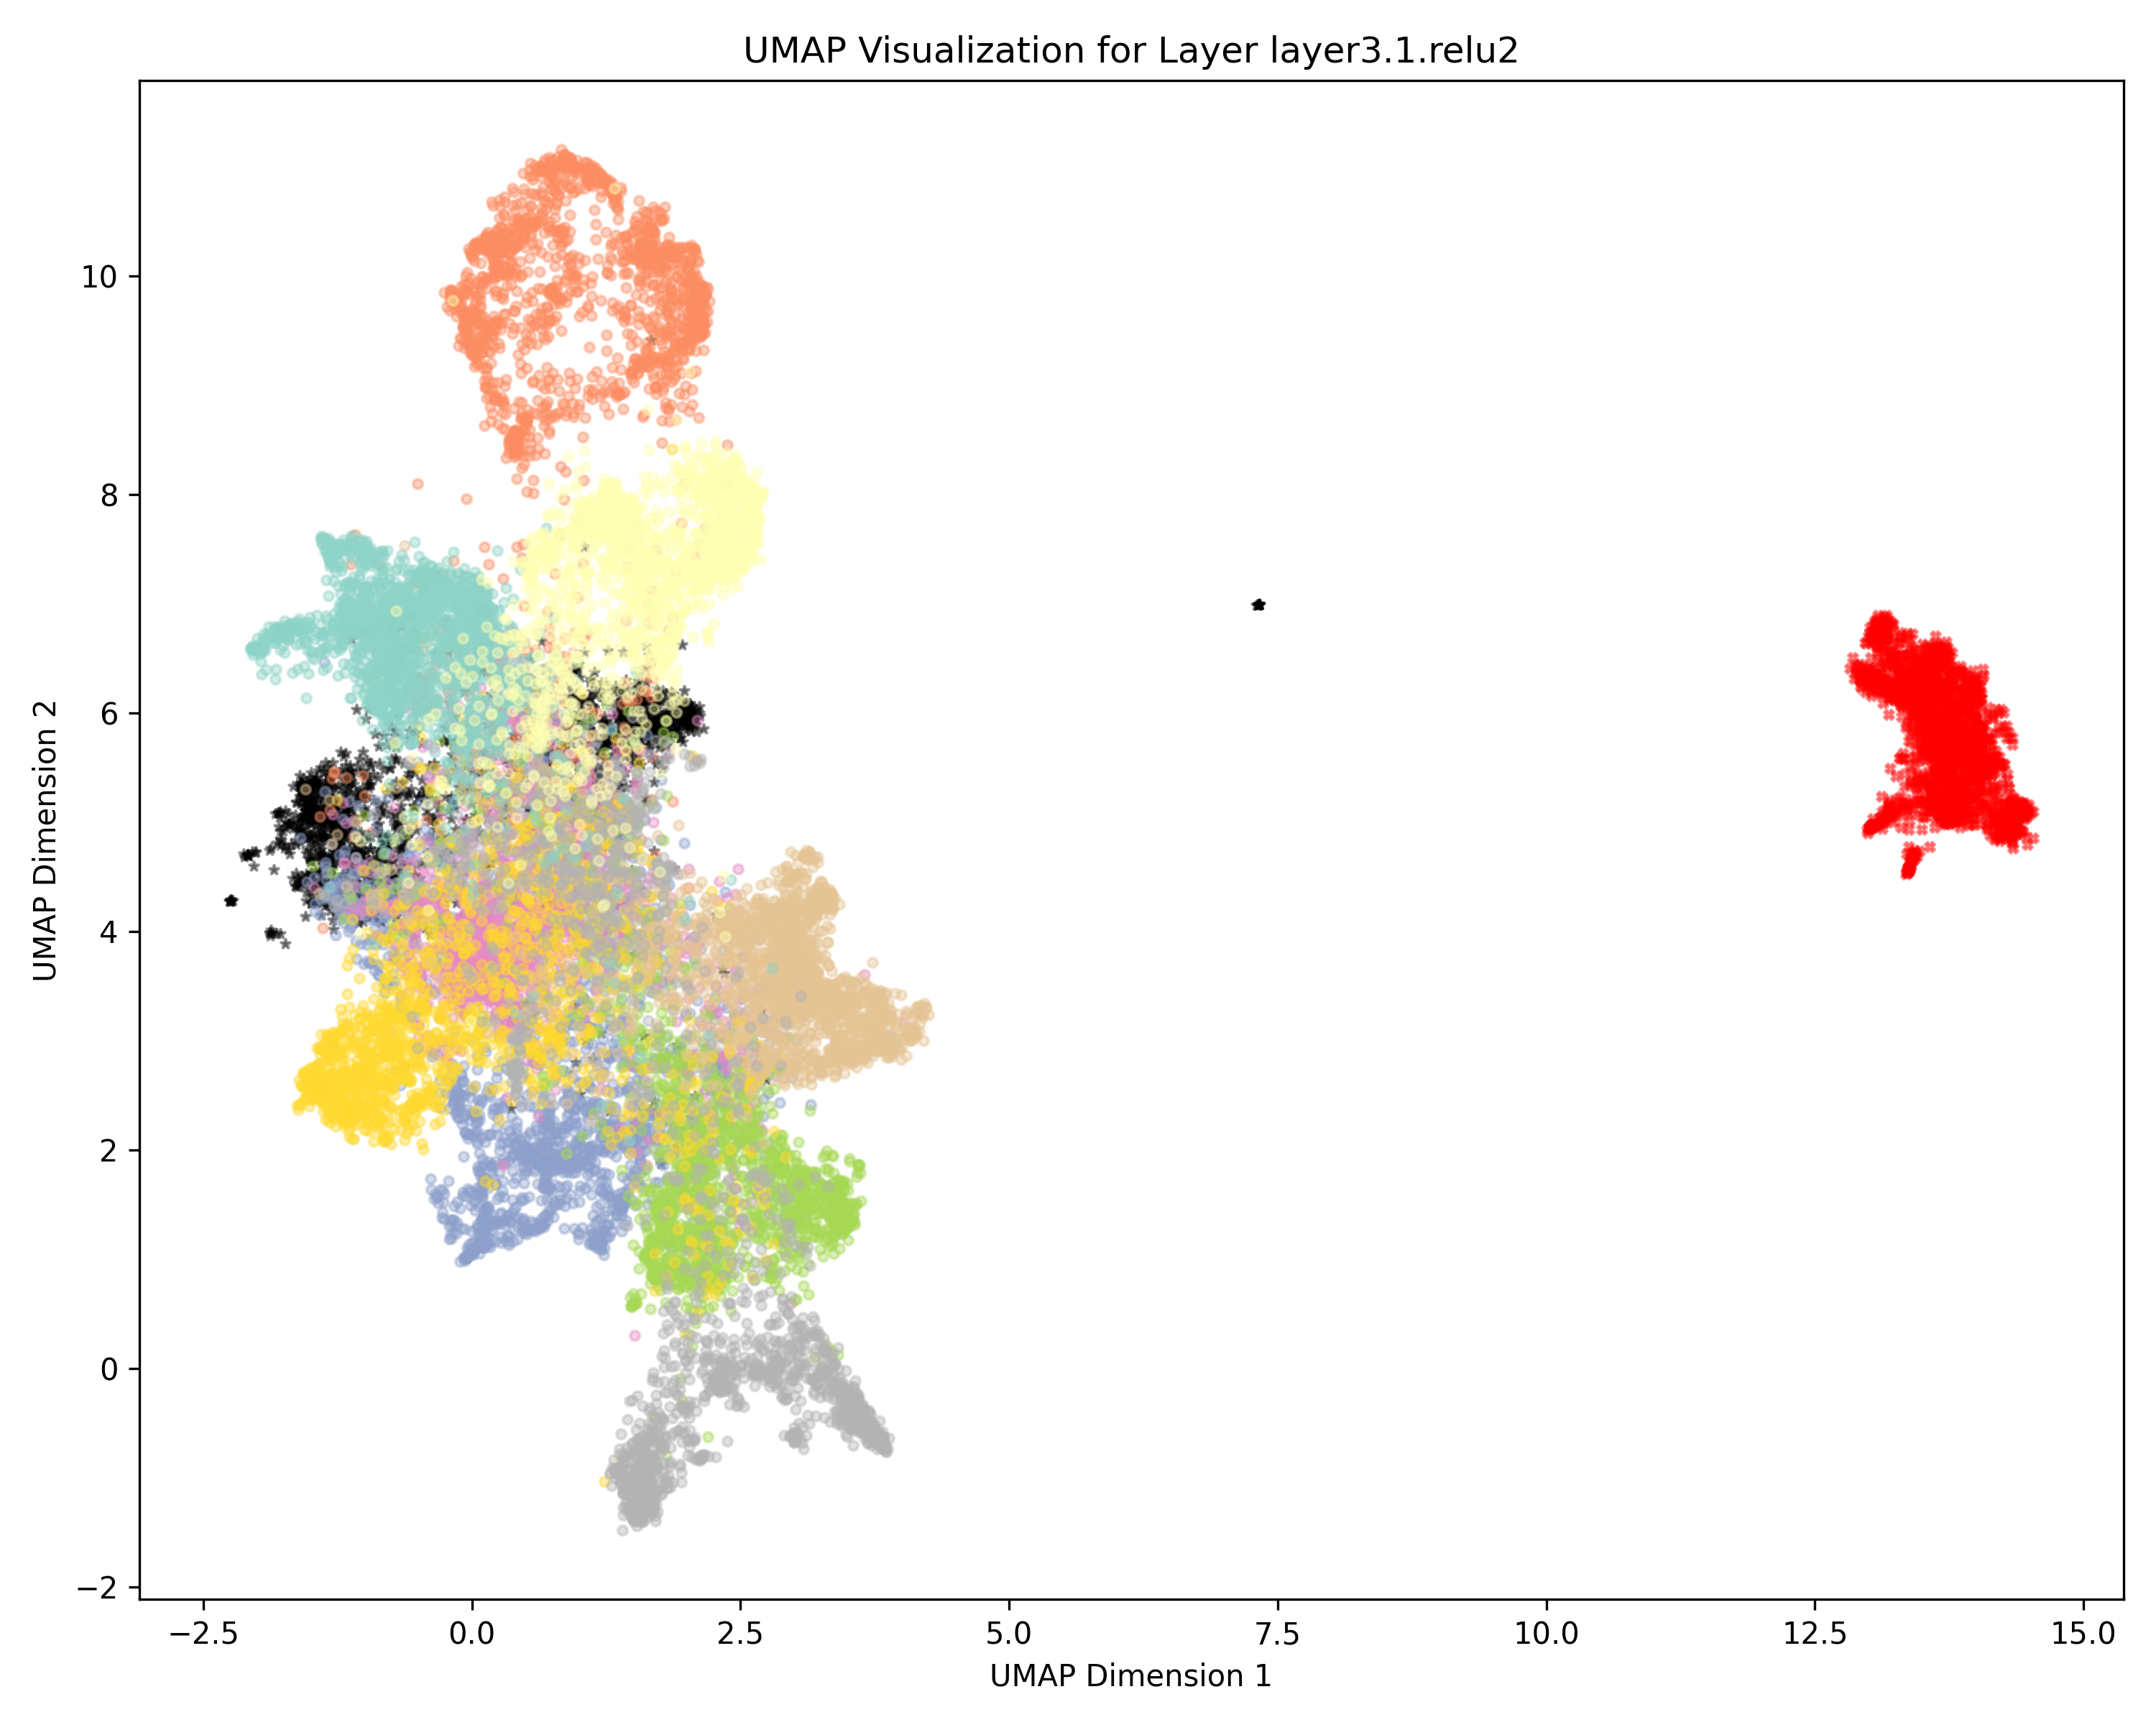 UMAP Visualization for Layer layer3.1.relu2
10
8
6
4
2
0
−2
UMAP Dimension 2
−2.5 0.0 2.5 5.0 7.5 10.0 12.5 15.0
UMAP Dimension 1